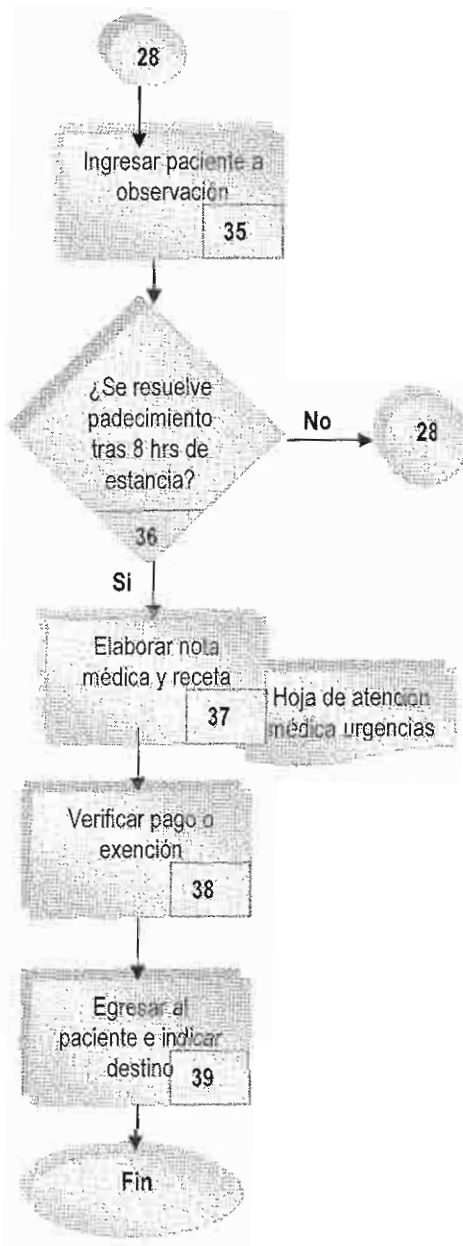 28
Ingresar paciente a
observación
35
¿Se resuelve
padecimiento
tras 8 hrs de
estancia?
36
No
28
Si
Elaborar nota
médica y receta
37
Hoja de atención
médica urgencias
Verificar pago o
exención
38
Egresar al
paciente e indicar
destino
39
Fin